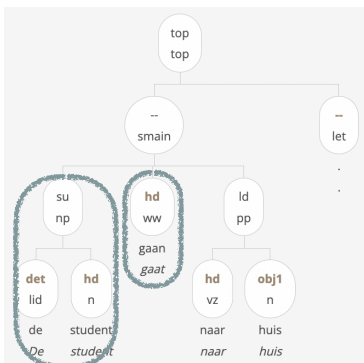 top
top
-- --
smain let
su hd ld .
np ww pp .
gaan
gaat
det hd hd obj1
lid n vz n
de student naar huis
De student naar huis